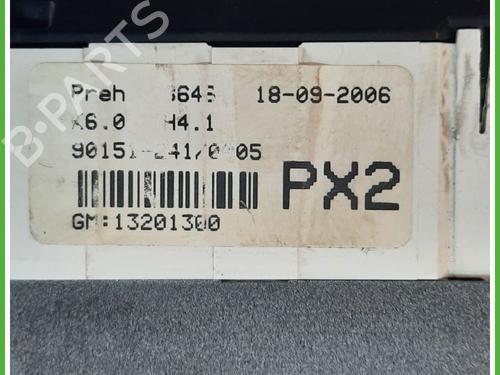 Preh 18-09-2006
X6.0 H4.1
PX2
GM:13201300
B-PARTS